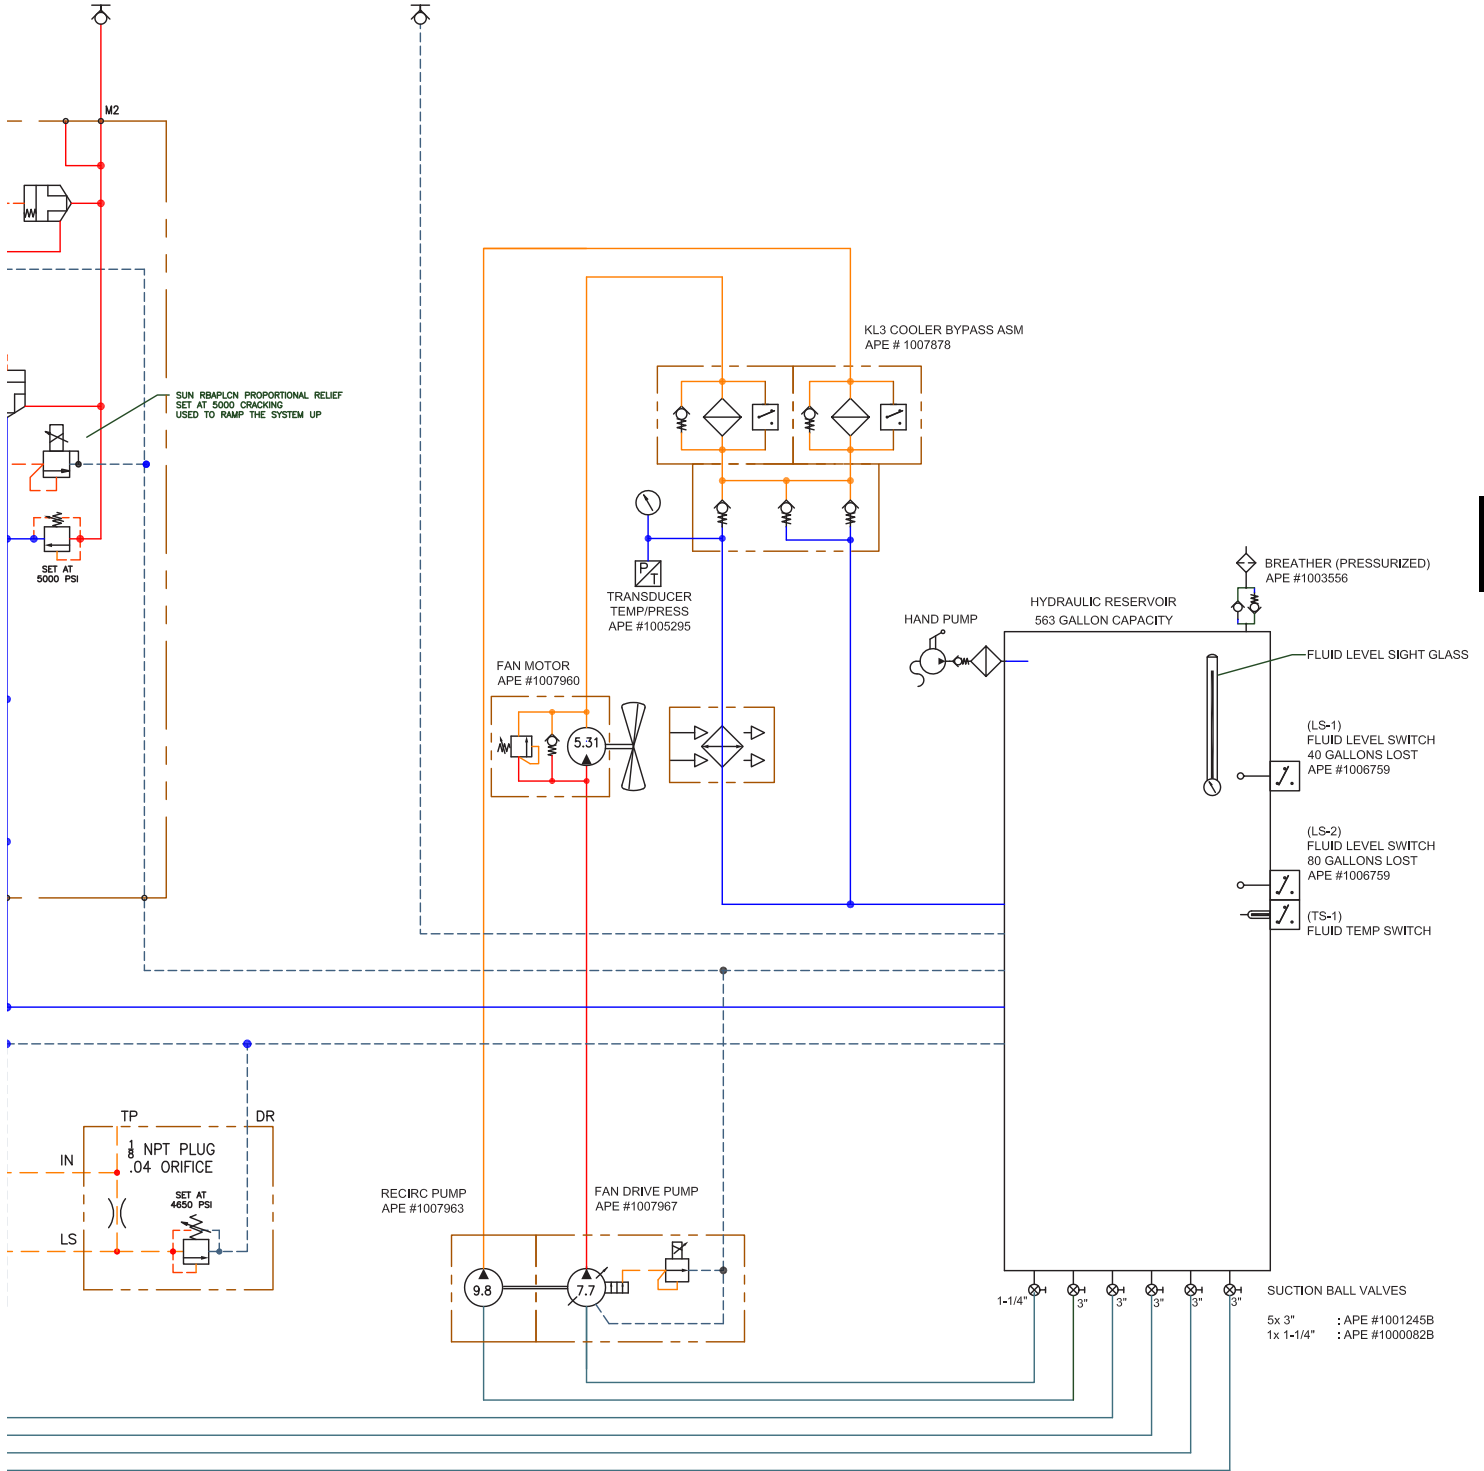 M2
SUN RBAPLCN PROPORTIONAL RELIEF
SET AT 5000 CRACKING
USED TO RAMP THE SYSTEM UP
SET AT
5000 PSI
KL3 COOLER BYPASS ASM
APE # 1007878
P
T
TRANSDUCER
TEMP/PRESS
APE #1005295
FAN MOTOR
APE #1007960
5.31
HAND PUMP
HYDRAULIC RESERVOIR
563 GALLON CAPACITY
BREATHER (PRESSURIZED)
APE #1003556
FLUID LEVEL SIGHT GLASS
(LS-1)
FLUID LEVEL SWITCH
40 GALLONS LOST
APE #1006759
(LS-2)
FLUID LEVEL SWITCH
80 GALLONS LOST
APE #1006759
(TS-1)
FLUID TEMP SWITCH
TP
DR
IN
1/8 NPT PLUG
.04 ORIFICE
SET AT
4650 PSI
LS
RECIRC PUMP
APE #1007963
FAN DRIVE PUMP
APE #1007967
9.8
7.7
1-1/4"
3"
3"
3"
3"
3"
SUCTION BALL VALVES
5x 3" : APE #1001245B
1x 1-1/4" : APE #1000082B